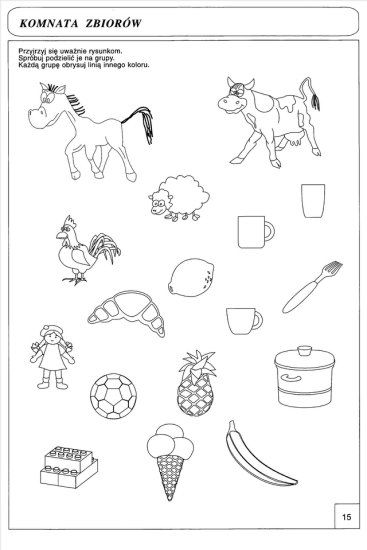 KOMNATA ZBIORÓW
Przyjrzyj się uważnie rysunkom.
Spróbuj podzielić je na grupy.
Każdą grupę obrysuj linią innego koloru.
15